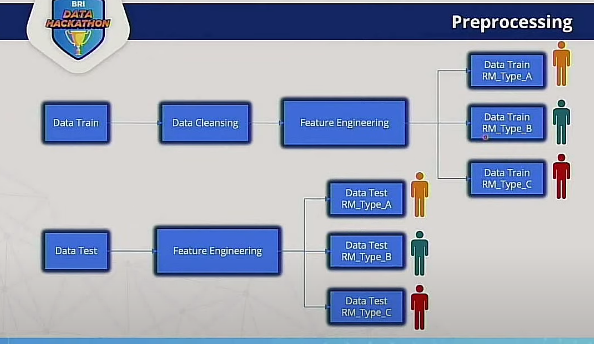 BRI
DATA
HACKATHON
Preprocessing
Data Train
Data Cleansing
Feature Engineering
Data Train
RM_Type_A
Data Train
RM_Type_B
Data Train
RM_Type_C
Data Test
Feature Engineering
Data Test
RM_Type_A
Data Test
RM_Type_B
Data Test
RM_Type_C